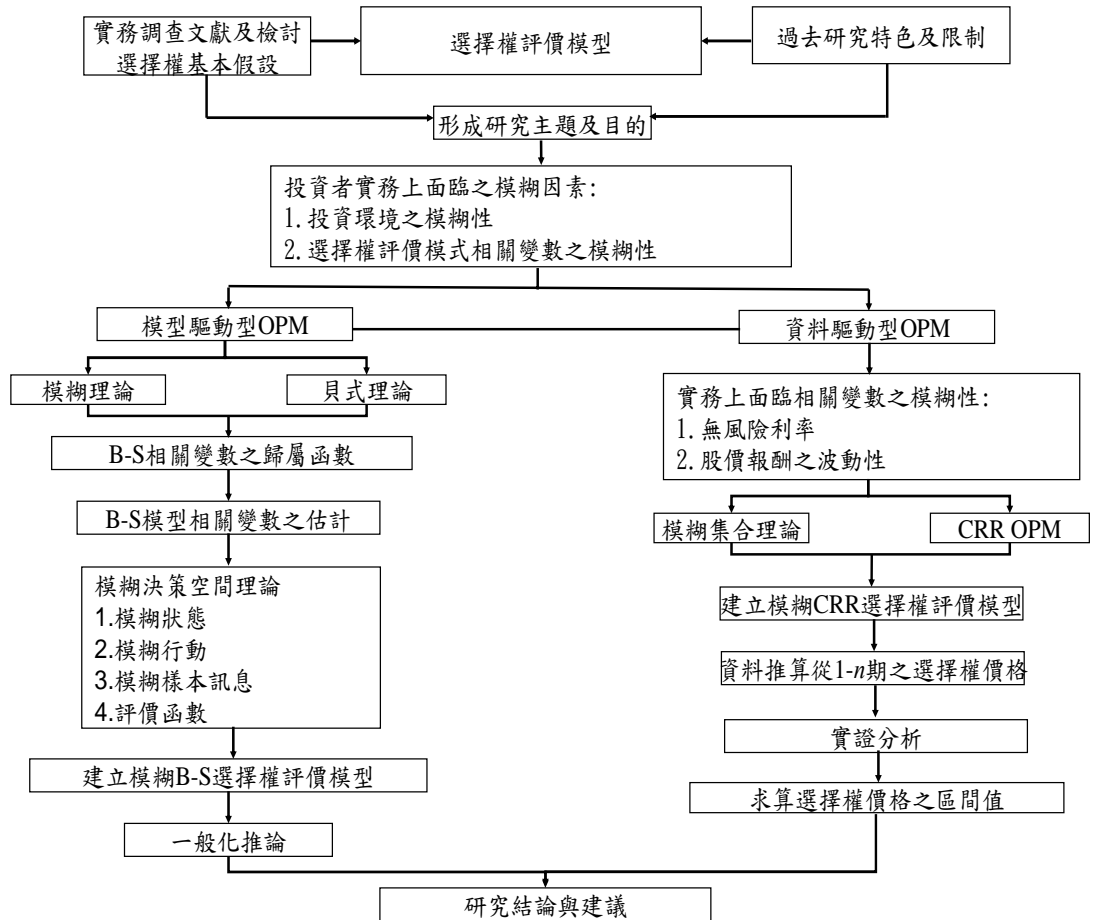 實務調查文獻及檢討
選擇權基本假設
選擇權評價模型
過去研究特色及限制
形成研究主題及目的
投資者實務上面臨之模糊因素:
1.投資環境之模糊性
2.選擇權評價模式相關變數之模糊性
模型驅動型OPM
資料驅動型OPM
模糊理論
貝式理論
B-S相關變數之歸屬函數
B-S模型相關變數之估計
模糊決策空間理論
1.模糊狀態
2.模糊行動
3.模糊樣本訊息
4.評價函數
建立模糊B-S選擇權評價模型
一般化推論
實務上面臨相關變數之模糊性:
1.無風險利率
2.股價報酬之波動性
模糊集合理論
CRR OPM
建立模糊CRR選擇權評價模型
資料推算從1-n期之選擇權價格
實證分析
求算選擇權價格之區間值
研究結論與建議